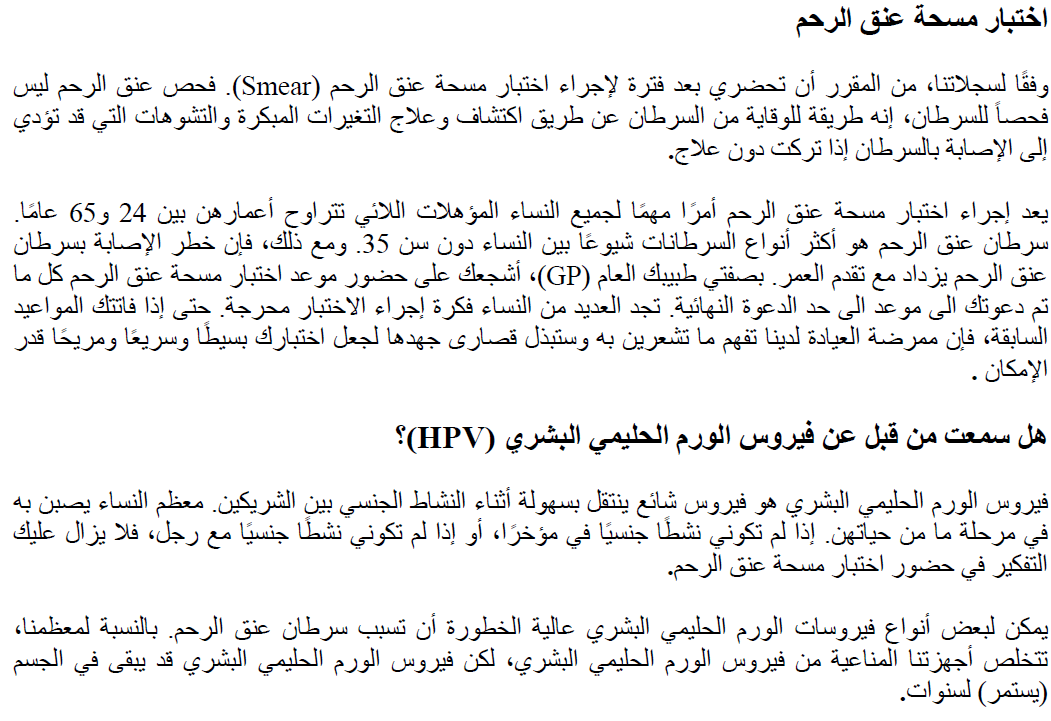 اختبار مسحة عنق الرحم
وفقًا لسجلاتنا، من المقرر أن تحضري بعد فترة لإجراء اختبار مسحة عنق الرحم (Smear). فحص عنق الرحم ليس
فحصاً للسرطان، إنه طريقة للوقاية من السرطان عن طريق اكتشاف وعلاج التغيرات المبكرة والتشوهات التي قد تؤدي
إلى الإصابة بالسرطان إذا تركت دون علاج.
يعد إجراء اختبار مسحة عنق الرحم أمرًا مهمًا لجميع النساء المؤهلات اللائي تتراوح أعمارهن بين 24 و65 عامًا.
سرطان عنق الرحم هو أكثر أنواع السرطانات شيوعًا بين النساء دون سن 35. ومع ذلك، فإن خطر الإصابة بسرطان
عنق الرحم يزداد مع تقدم العمر. بصفتي طبيبك العام (GP)، أشجعك على حضور موعد اختبار مسحة عنق الرحم كل ما
تم دعوتك الى موعد الى حد الدعوة النهائية. تجد العديد من النساء فكرة إجراء الاختبار محرجة. حتى إذا فاتتك المواعيد
السابقة، فإن ممرضة العيادة لدينا تفهم ما تشعرين به وستبذل قصارى جهدها لجعل اختبارك بسيطًا وسريعًا ومريحًا قدر
الإمكان .
هل سمعت من قبل عن فيروس الورم الحليمي البشري (HPV)؟
فيروس الورم الحليمي البشري هو فيروس شائع ينتقل بسهولة أثناء النشاط الجنسي بين الشريكين. معظم النساء يصبن به
في مرحلة ما من حياتهن. إذا لم تكوني نشطًا جنسيًا في مؤخرًا، أو إذا لم تكوني نشطًا جنسيًا مع رجل، فلا يزال عليك
التفكير في حضور اختبار مسحة عنق الرحم.
يمكن لبعض أنواع فيروسات الورم الحليمي البشري عالية الخطورة أن تسبب سرطان عنق الرحم. بالنسبة لمعظمنا،
تتخلص أجهزتنا المناعية من فيروس الورم الحليمي البشري، لكن فيروس الورم الحليمي البشري قد يبقى في الجسم
(يستمر) لسنوات.